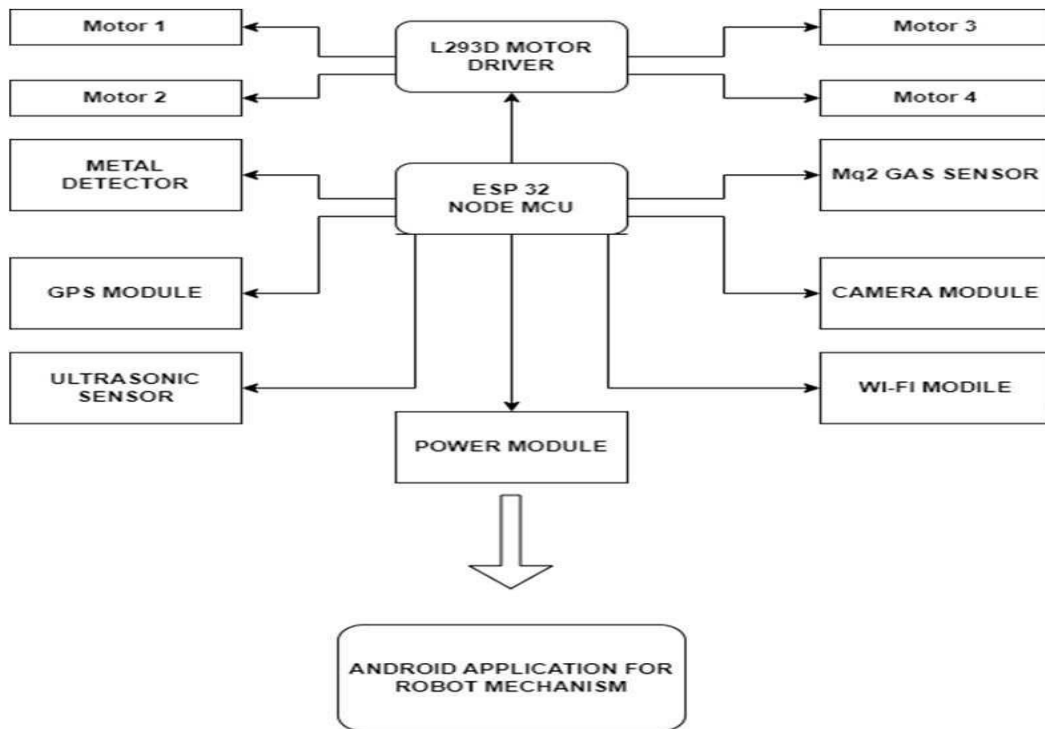 Motor 1
L293D MOTOR
DRIVER
Motor 3
Motor 2
Motor 4
METAL
DETECTOR
ESP 32
NODE MCU
Mq2 GAS SENSOR
GPS MODULE
CAMERA MODULE
ULTRASONIC
SENSOR
WI-FI MODILE
POWER MODULE
ANDROID APPLICATION FOR
ROBOT MECHANISM